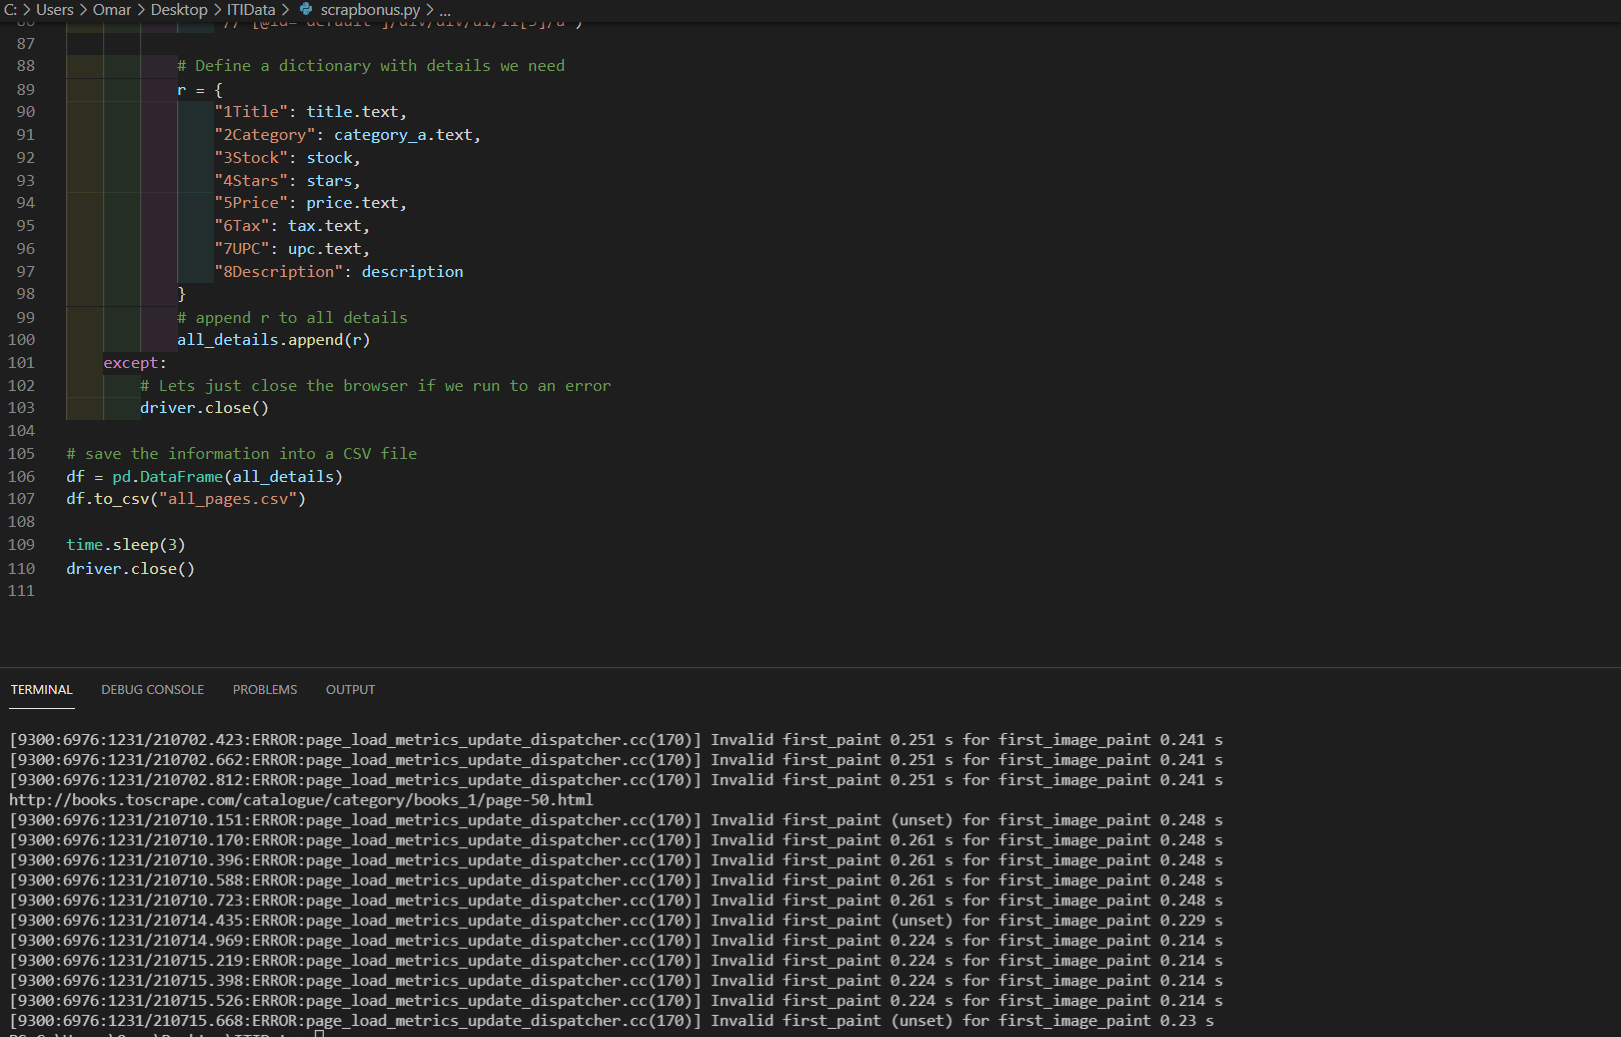 C: > Users > Omar > Desktop > ITIData > scrapbonus.py > ...
87
88 # Define a dictionary with details we need
89 r = {
90 "1Title": title.text,
91 "2Category": category_a.text,
92 "3Stock": stock,
93 "4Stars": stars,
94 "5Price": price.text,
95 "6Tax": tax.text,
96 "7UPC": upc.text,
97 "8Description": description
98 }
99 # append r to all details
100 all_details.append(r)
101 except:
102 # Lets just close the browser if we run to an error
103 driver.close()
104
105 # save the information into a CSV file
106 df = pd.DataFrame(all_details)
107 df.to_csv("all_pages.csv")
108
109 time.sleep(3)
110 driver.close()
111
TERMINAL DEBUG CONSOLE PROBLEMS OUTPUT
[9300:6976:1231/210702.423:ERROR:page_load_metrics_update_dispatcher.cc(170)] Invalid first_paint 0.251 s for first_image_paint 0.241 s
[9300:6976:1231/210702.662:ERROR:page_load_metrics_update_dispatcher.cc(170)] Invalid first_paint 0.251 s for first_image_paint 0.241 s
[9300:6976:1231/210702.812:ERROR:page_load_metrics_update_dispatcher.cc(170)] Invalid first_paint 0.251 s for first_image_paint 0.241 s
http://books.toscrape.com/catalogue/category/books_1/page-50.html
[9300:6976:1231/210710.151:ERROR:page_load_metrics_update_dispatcher.cc(170)] Invalid first_paint (unset) for first_image_paint 0.248 s
[9300:6976:1231/210710.170:ERROR:page_load_metrics_update_dispatcher.cc(170)] Invalid first_paint 0.261 s for first_image_paint 0.248 s
[9300:6976:1231/210710.396:ERROR:page_load_metrics_update_dispatcher.cc(170)] Invalid first_paint 0.261 s for first_image_paint 0.248 s
[9300:6976:1231/210710.588:ERROR:page_load_metrics_update_dispatcher.cc(170)] Invalid first_paint 0.261 s for first_image_paint 0.248 s
[9300:6976:1231/210710.723:ERROR:page_load_metrics_update_dispatcher.cc(170)] Invalid first_paint 0.261 s for first_image_paint 0.248 s
[9300:6976:1231/210714.435:ERROR:page_load_metrics_update_dispatcher.cc(170)] Invalid first_paint (unset) for first_image_paint 0.229 s
[9300:6976:1231/210714.969:ERROR:page_load_metrics_update_dispatcher.cc(170)] Invalid first_paint 0.224 s for first_image_paint 0.214 s
[9300:6976:1231/210715.219:ERROR:page_load_metrics_update_dispatcher.cc(170)] Invalid first_paint 0.224 s for first_image_paint 0.214 s
[9300:6976:1231/210715.398:ERROR:page_load_metrics_update_dispatcher.cc(170)] Invalid first_paint 0.224 s for first_image_paint 0.214 s
[9300:6976:1231/210715.526:ERROR:page_load_metrics_update_dispatcher.cc(170)] Invalid first_paint 0.224 s for first_image_paint 0.214 s
[9300:6976:1231/210715.668:ERROR:page_load_metrics_update_dispatcher.cc(170)] Invalid first_paint (unset) for first_image_paint 0.23 s